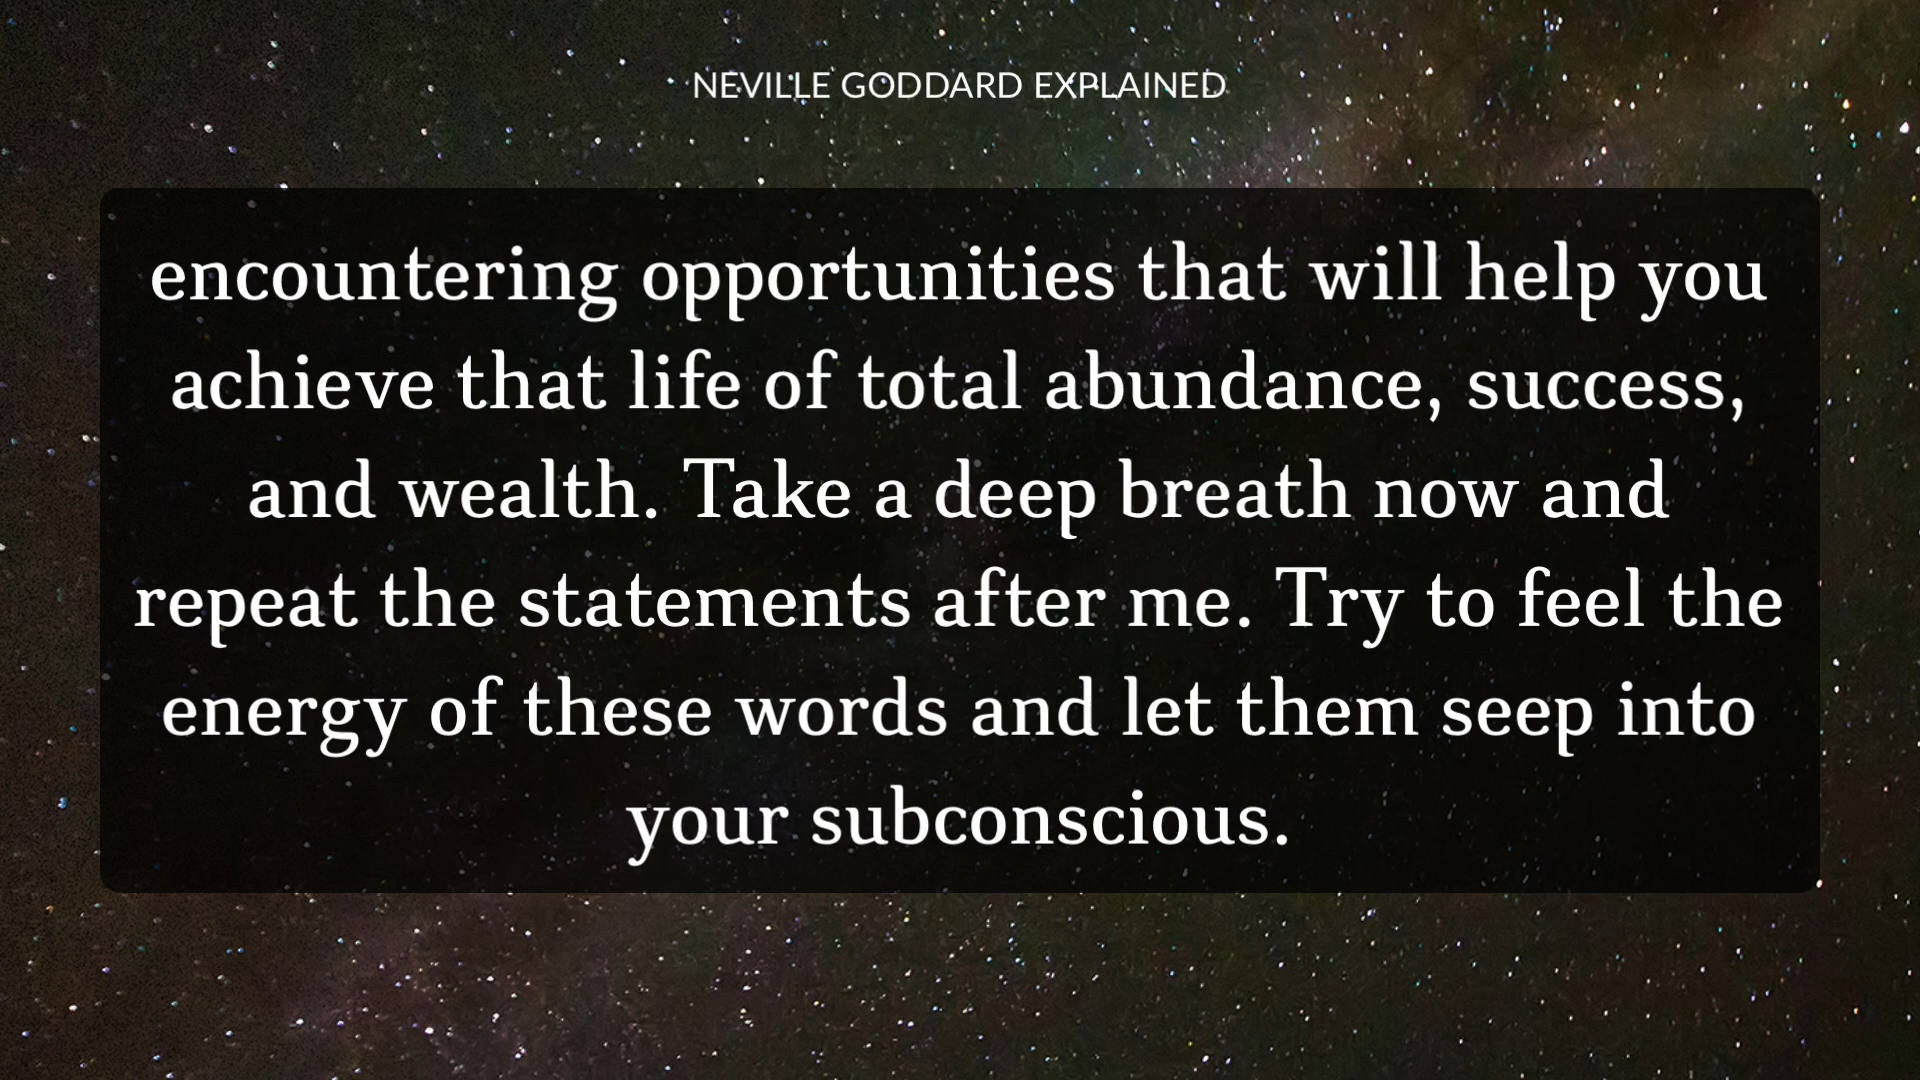 NEVILLE GODDARD EXPLAINED
encountering opportunities that will help you
achieve that life of total abundance, success,
and wealth. Take a deep breath now and
repeat the statements after me. Try to feel the
energy of these words and let them seep into
your subconscious.